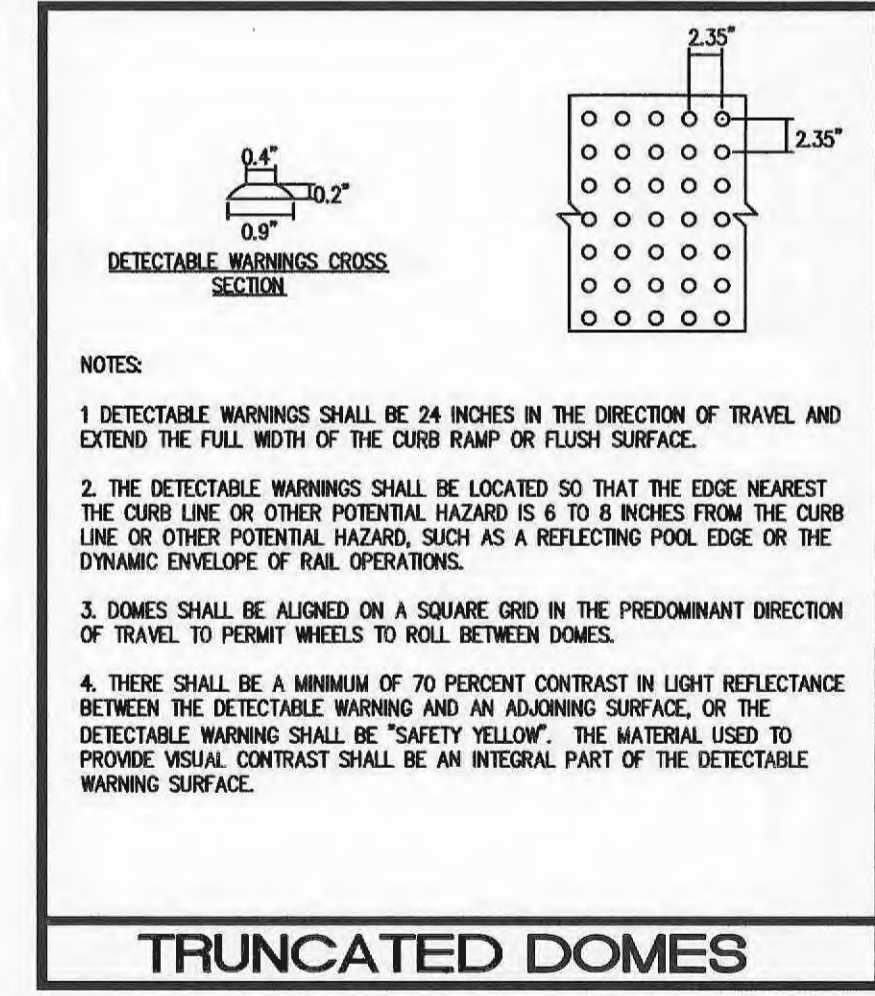 2.35"
2.35"
0.4"
0.2"
0.9"
DETECTABLE WARNINGS CROSS
SECTION
NOTES:
1 DETECTABLE WARNINGS SHALL BE 24 INCHES IN THE DIRECTION OF TRAVEL AND
EXTEND THE FULL WIDTH OF THE CURB RAMP OR FLUSH SURFACE.
2. THE DETECTABLE WARNINGS SHALL BE LOCATED SO THAT THE EDGE NEAREST
THE CURB LINE OR OTHER POTENTIAL HAZARD IS 6 TO 8 INCHES FROM THE CURB
LINE OR OTHER POTENTIAL HAZARD, SUCH AS A REFLECTING POOL EDGE OR THE
DYNAMIC ENVELOPE OF RAIL OPERATIONS.
3. DOMES SHALL BE ALIGNED ON A SQUARE GRID IN THE PREDOMINANT DIRECTION
OF TRAVEL TO PERMIT WHEELS TO ROLL BETWEEN DOMES.
4. THERE SHALL BE A MINIMUM OF 70 PERCENT CONTRAST IN LIGHT REFLECTANCE
BETWEEN THE DETECTABLE WARNING AND AN ADJOINING SURFACE, OR THE
DETECTABLE WARNING SHALL BE "SAFETY YELLOW". THE MATERIAL USED TO
PROVIDE VISUAL CONTRAST SHALL BE AN INTEGRAL PART OF THE DETECTABLE
WARNING SURFACE.
TRUNCATED DOMES